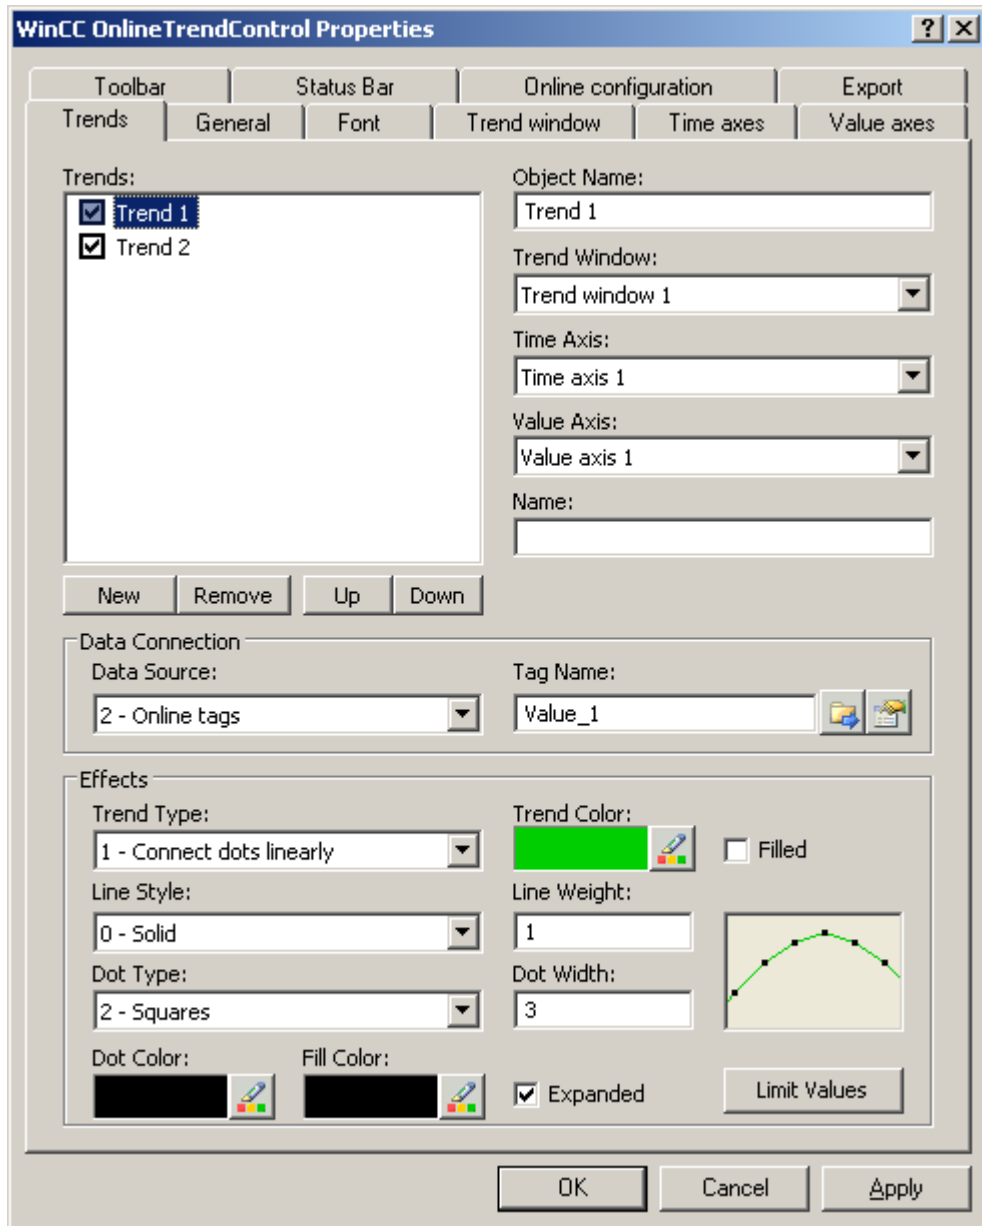 WinCC OnlineTrendControl Properties
Toolbar Status Bar Online configuration Export
Trends General Font Trend window Time axes Value axes
Trends:
Trend 1
Trend 2
Object Name:
Trend 1
Trend Window:
Trend window 1
Time Axis:
Time axis 1
Value Axis:
Value axis 1
Name:
New Remove Up Down
Data Connection
Data Source: Tag Name:
2 - Online tags Value_1
Effects
Trend Type: Trend Color:
1 - Connect dots linearly Filled
Line Style: Line Weight:
0 - Solid 1
Dot Type: Dot Width:
2 - Squares 3
Dot Color: Fill Color:
Expanded Limit Values
OK Cancel Apply